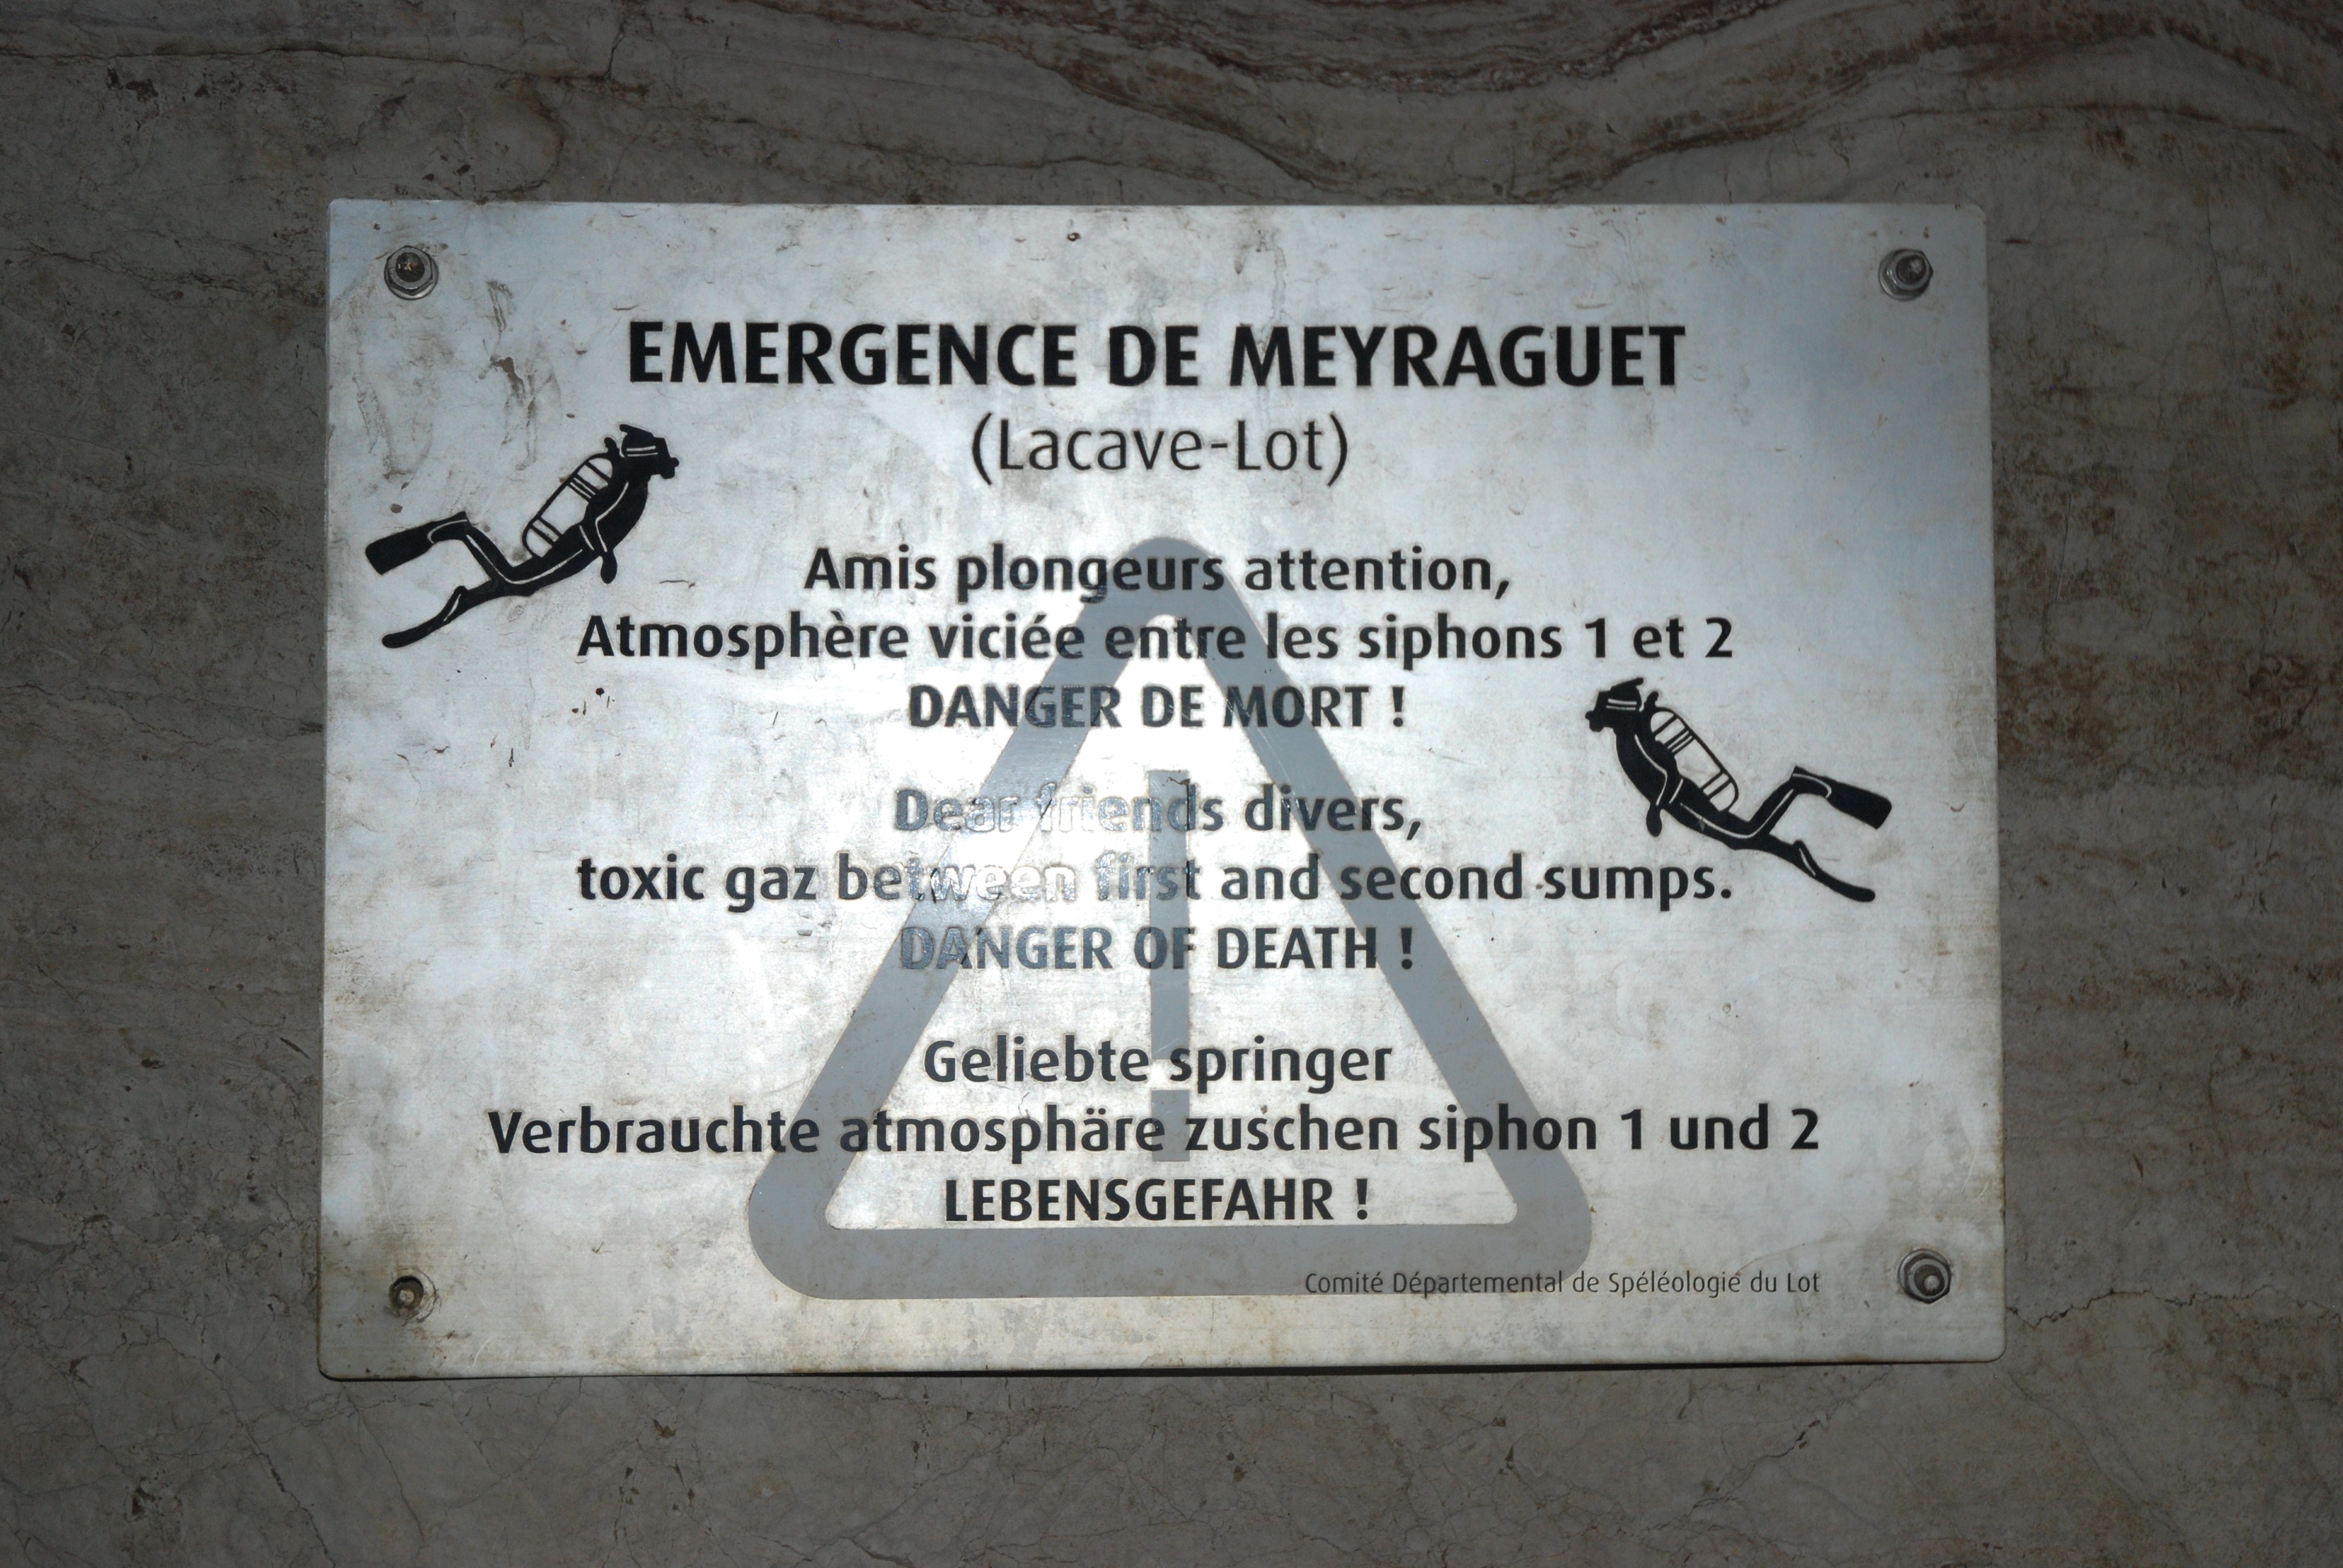 EMERGENCE DE MEYRAGUET
(Lacave-Lot)
Amis plongeurs attention,
Atmosphère viciée entre les siphons 1 et 2
DANGER DE MORT !
Dear friends divers,
toxic gaz between first and second sumps.
DANGER OF DEATH !
Geliebte springer
Verbrauchte atmosphäre zuschen siphon 1 und 2
LEBENSGEFAHR !
Comité Départemental de Spéléologie du Lot